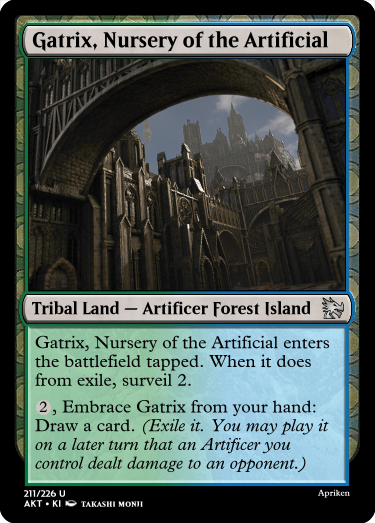 Gatrix, Nursery of the Artificial
Tribal Land — Artificer Forest Island
Gatrix, Nursery of the Artificial enters
the battlefield tapped. When it does
from exile, surveil 2.
2, Embrace Gatrix from your hand:
Draw a card. (Exile it. You may play it
on a later turn that an Artificer you
control dealt damage to an opponent.)
211/226 U
Apriken
AKT • KI TAKASHI MONJI